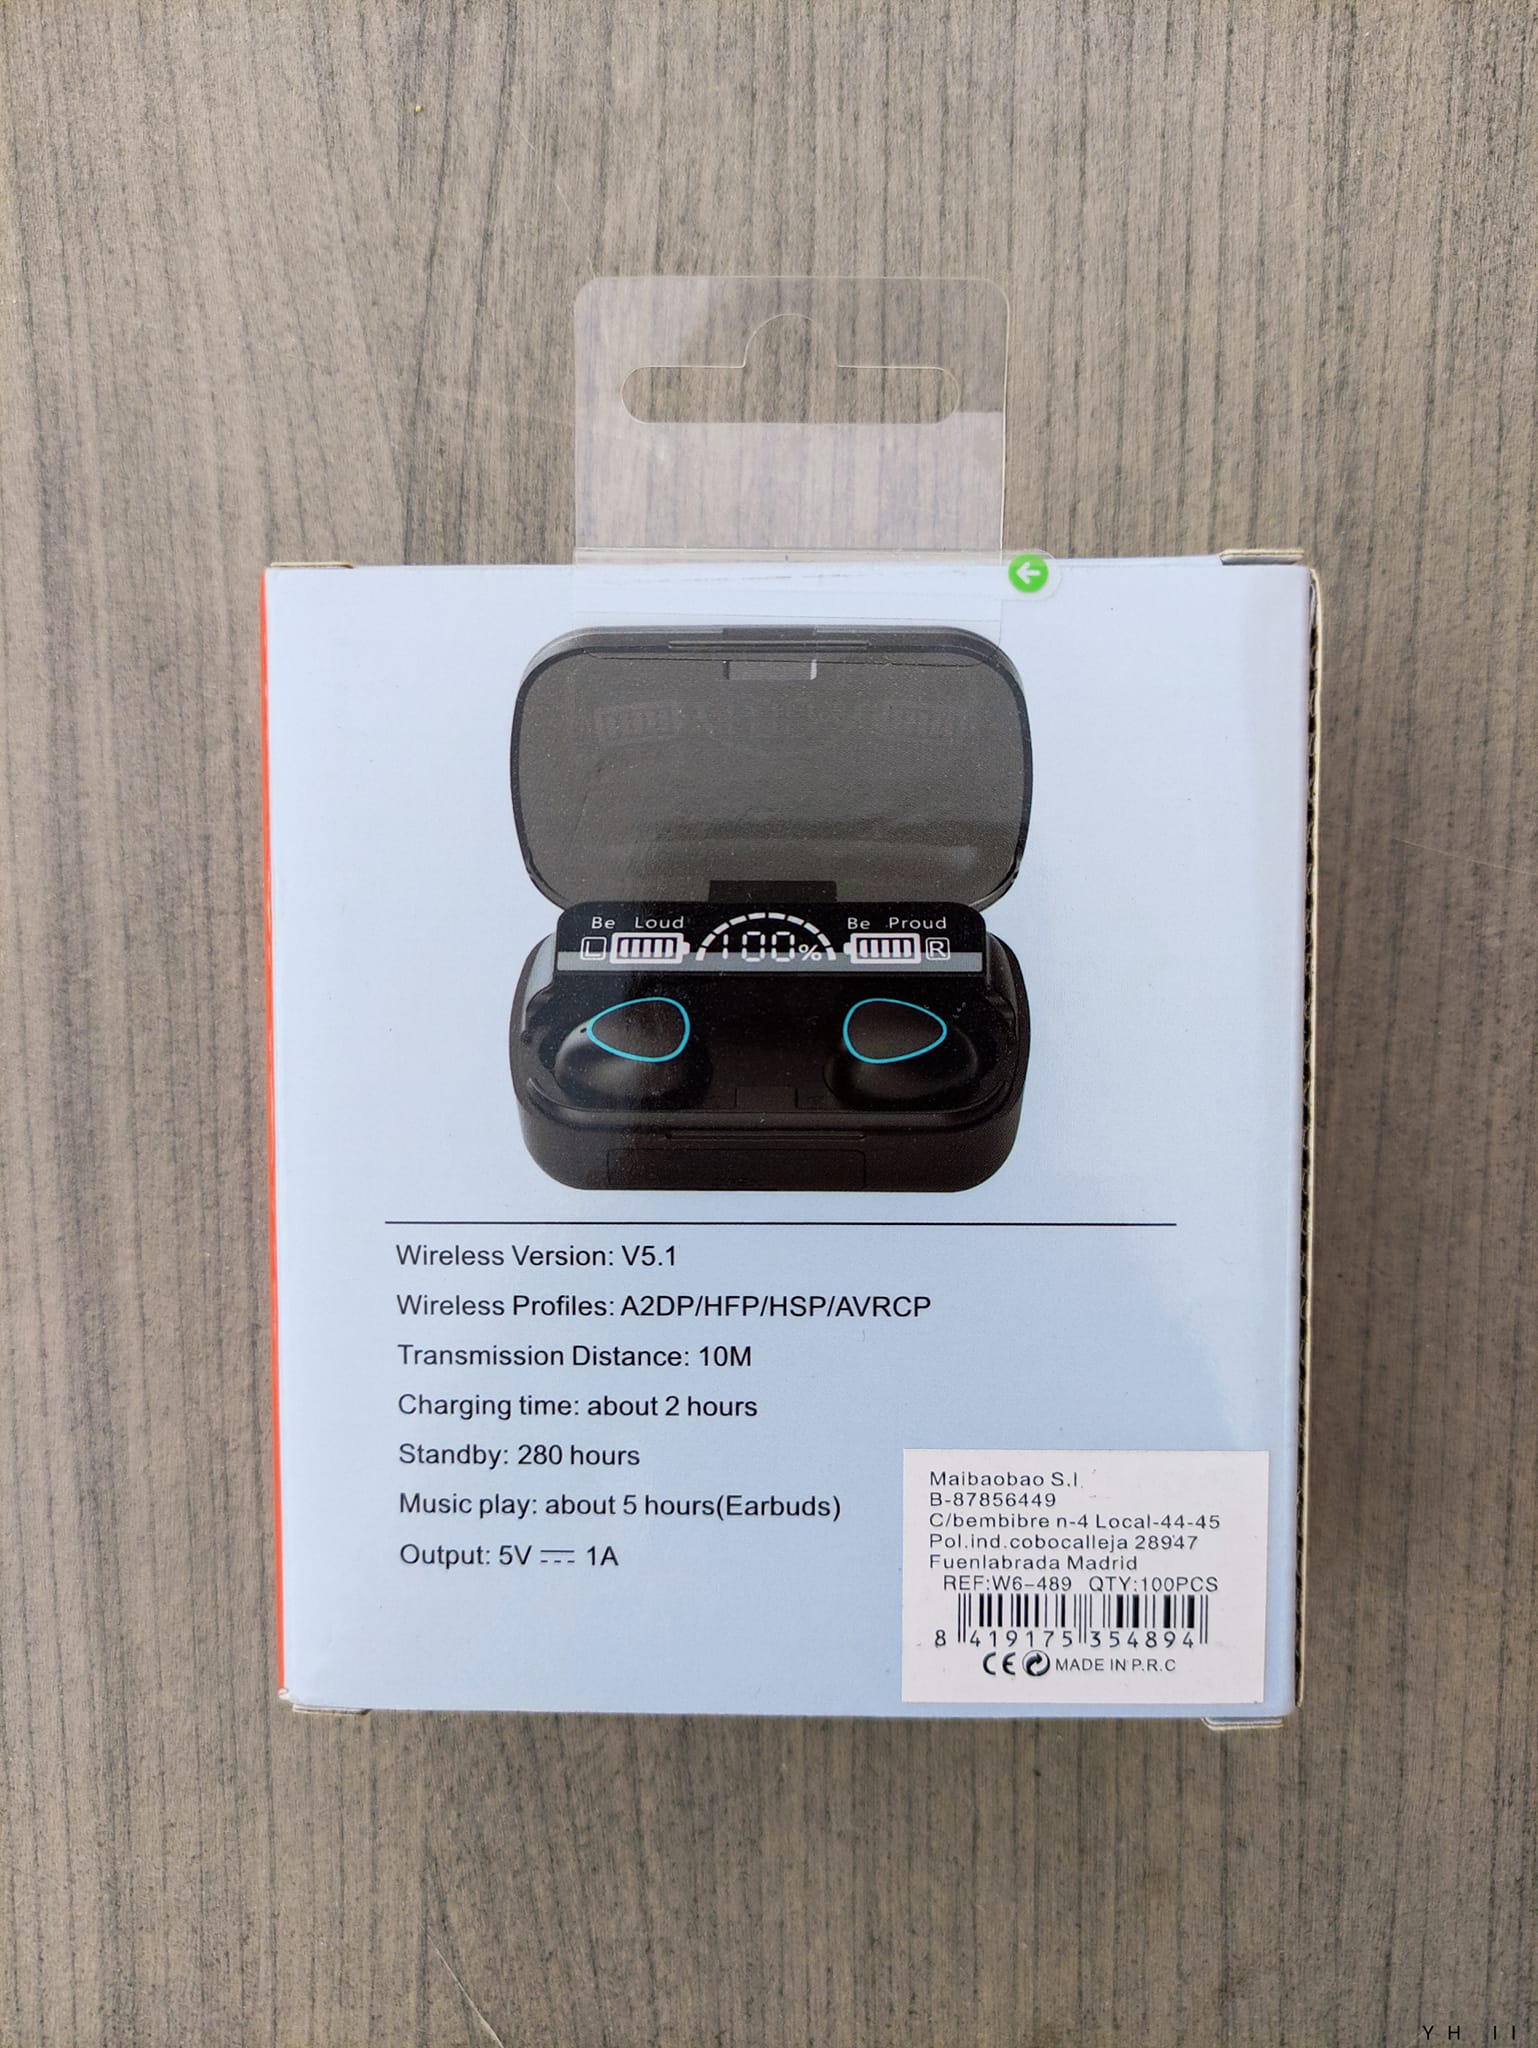 Be Loud Be Proud
L 100% R
Wireless Version: V5.1
Wireless Profiles: A2DP/HFP/HSP/AVRCP
Transmission Distance: 10M
Charging time: about 2 hours
Standby: 280 hours
Music play: about 5 hours(Earbuds)
Output: 5V ⎓ 1A
Maibaobao S.l.
B-87856449
C/bembibre n-4 Local-44-45
Pol.ind.cobocalleja 28947
Fuenlabrada Madrid
REF:W6-489 QTY:100PCS
8 419175 354894
CE MADE IN P.R.C
Y H I I